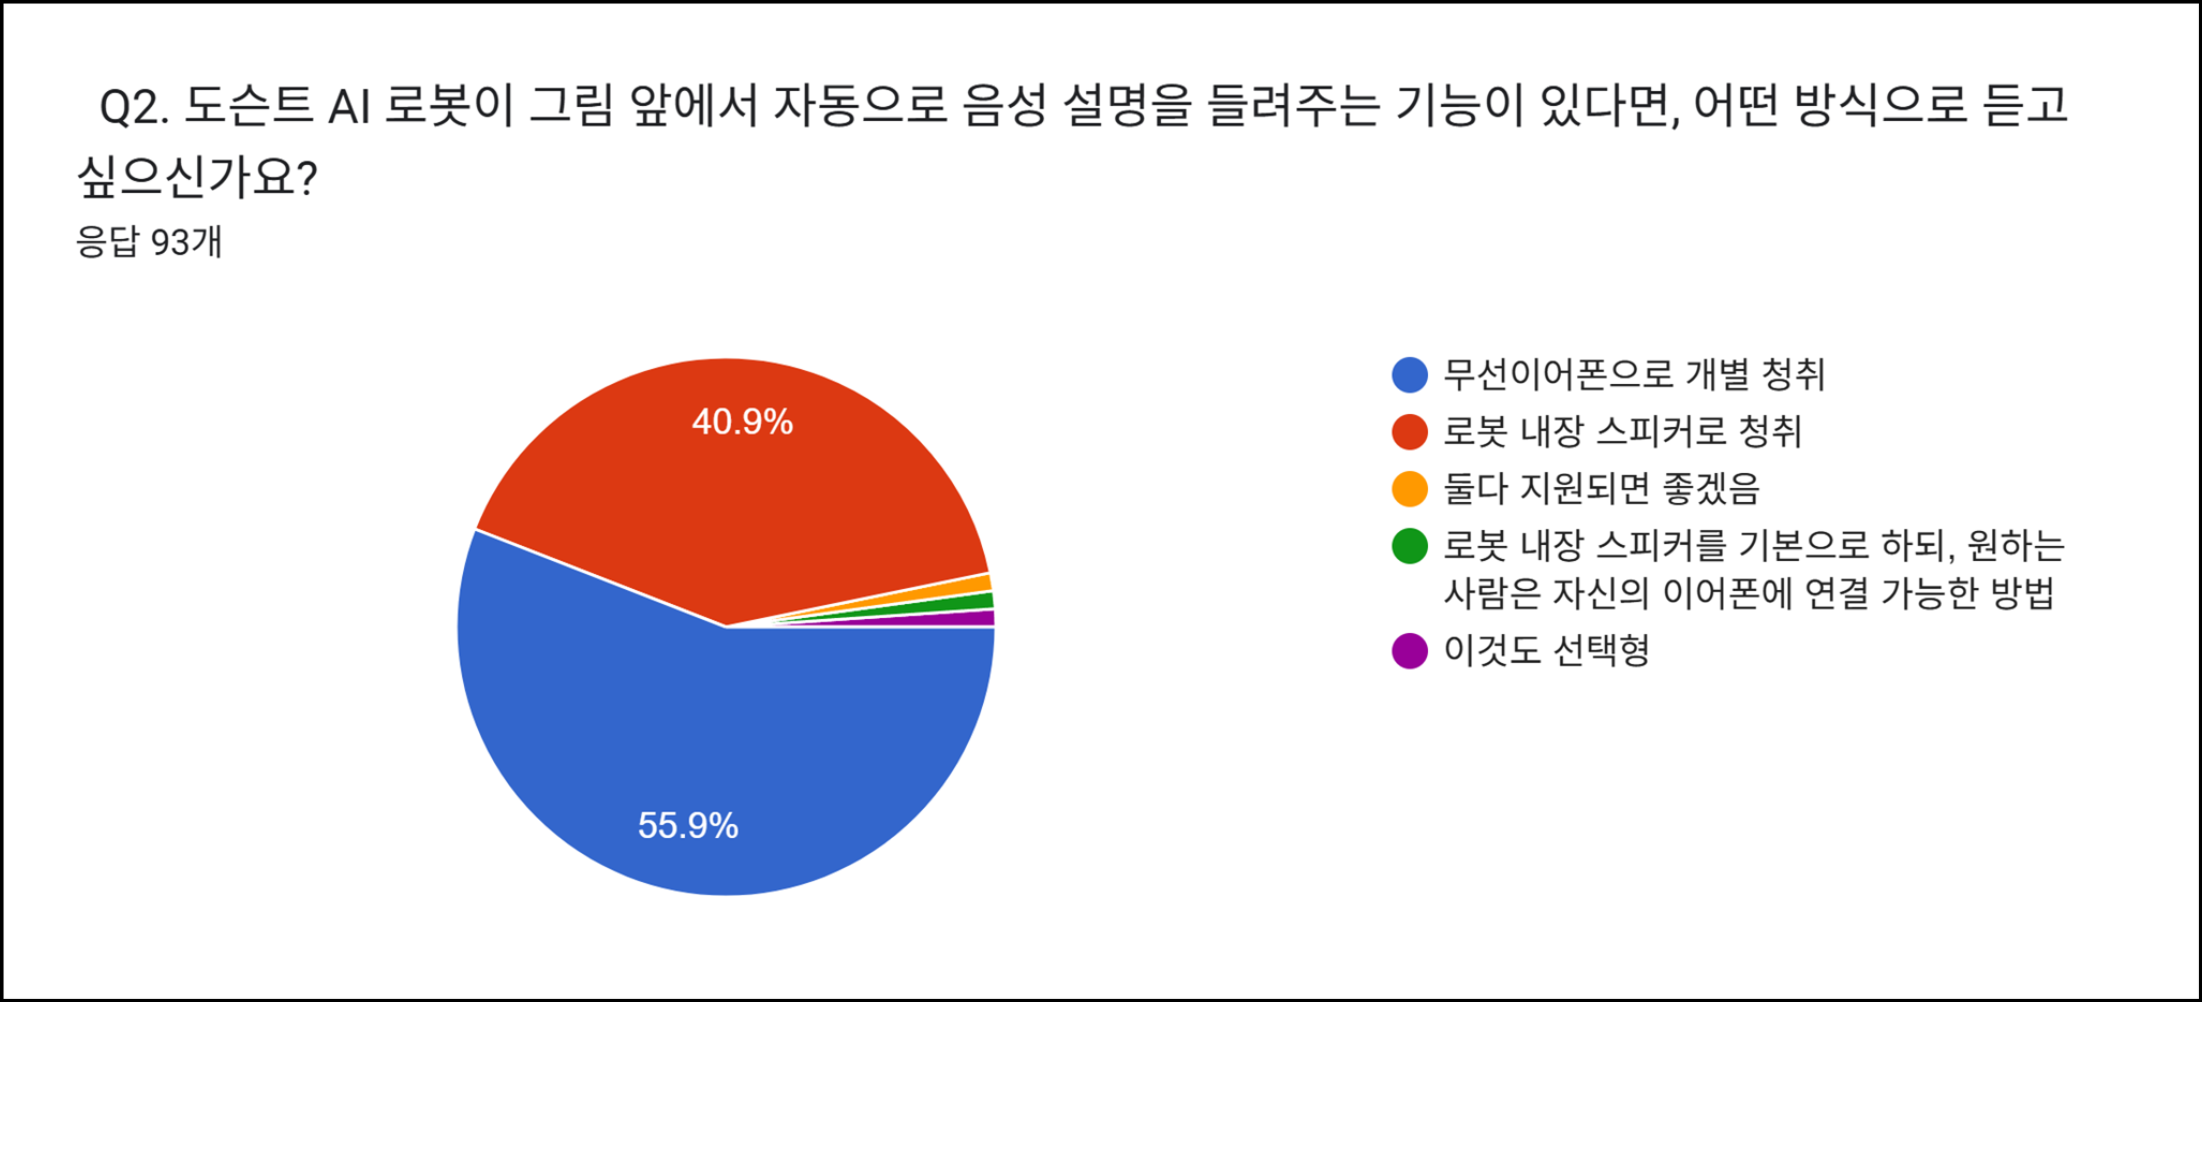 Q2. 도슨트 AI 로봇이 그림 앞에서 자동으로 음성 설명을 들려주는 기능이 있다면, 어떤 방식으로 듣고
싶으신가요?
응답 93개
40.9%
55.9%
무선이어폰으로 개별 청취
로봇 내장 스피커로 청취
둘다 지원되면 좋겠음
로봇 내장 스피커를 기본으로 하되, 원하는
사람은 자신의 이어폰에 연결 가능한 방법
이것도 선택형